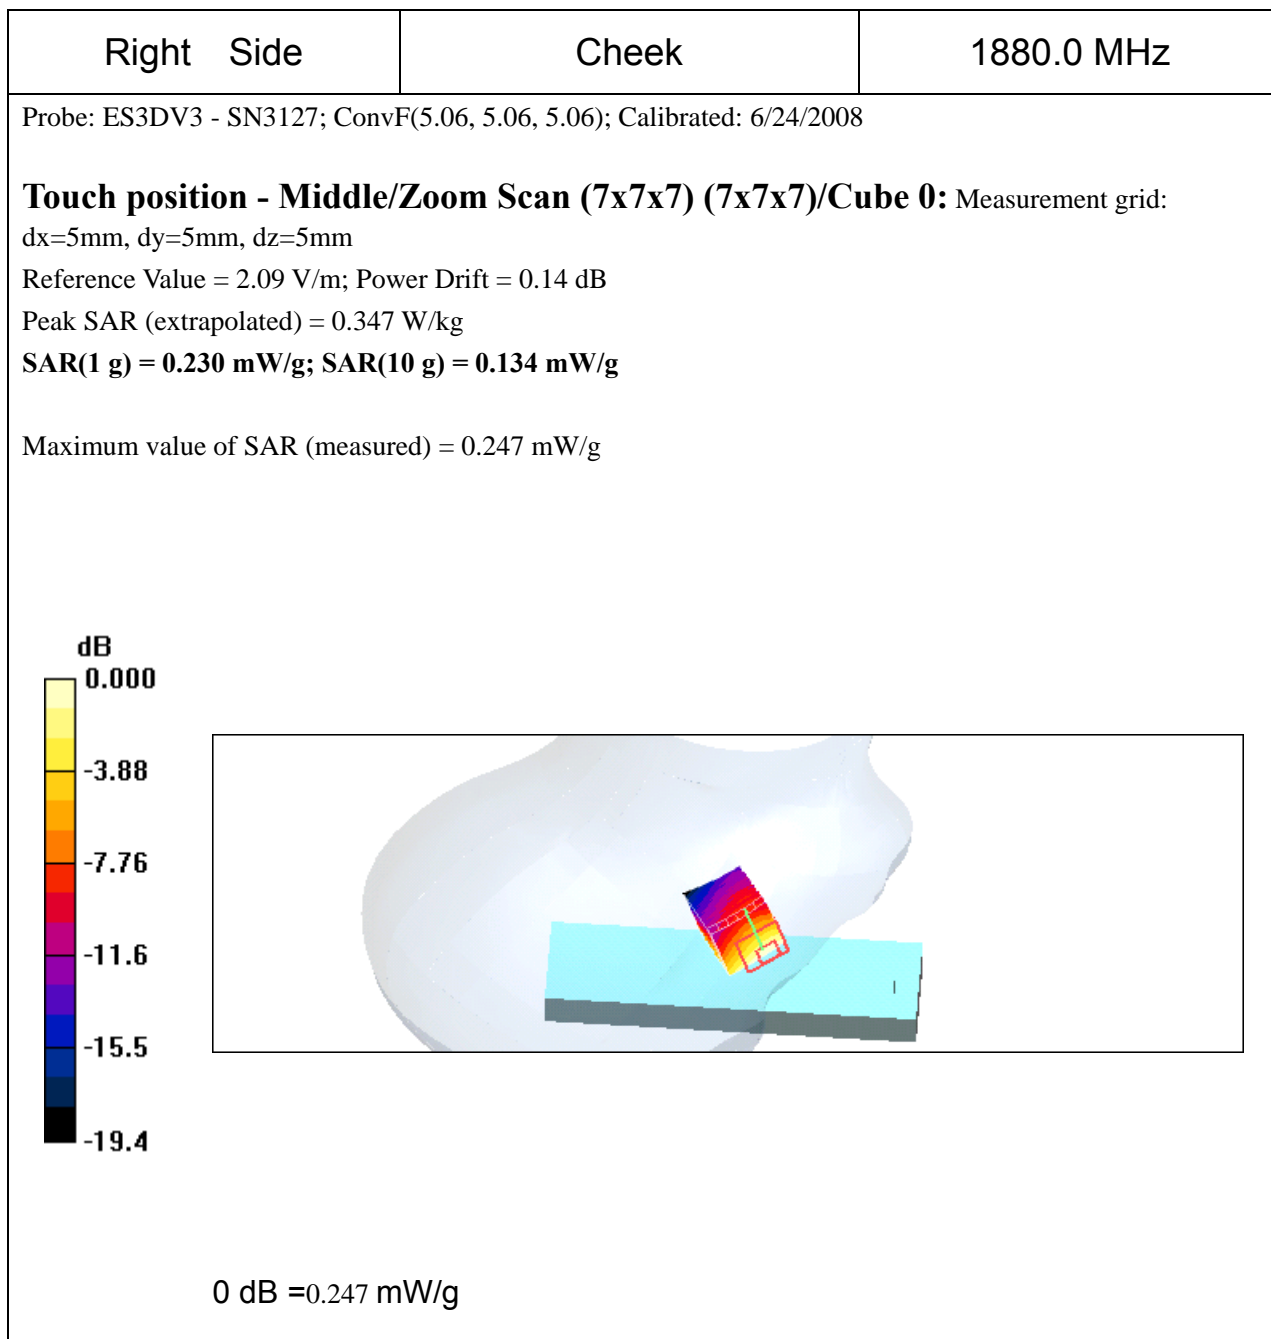 Right Side Cheek 1880.0 MHz
Probe: ES3DV3 - SN3127; ConvF(5.06, 5.06, 5.06); Calibrated: 6/24/2008
Touch position - Middle/Zoom Scan (7x7x7) (7x7x7)/Cube 0: Measurement grid:
dx=5mm, dy=5mm, dz=5mm
Reference Value = 2.09 V/m; Power Drift = 0.14 dB
Peak SAR (extrapolated) = 0.347 W/kg
SAR(1 g) = 0.230 mW/g; SAR(10 g) = 0.134 mW/g
Maximum value of SAR (measured) = 0.247 mW/g
dB
0.000
-3.88
-7.76
-11.6
-15.5
-19.4
0 dB =0.247 mW/g